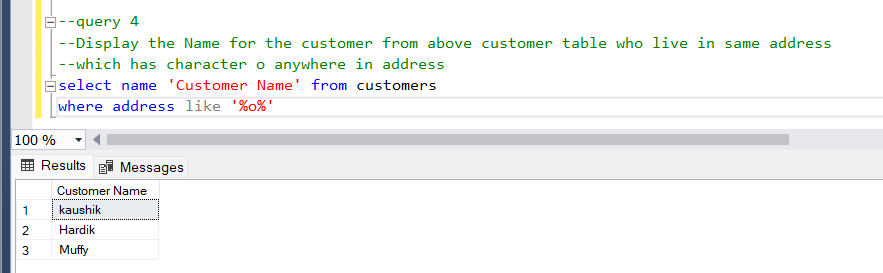 --query 4
--Display the Name for the customer from above customer table who live in same address
--which has character o anywhere in address
select name 'Customer Name' from customers
where address like '%o%'
100 %
Results Messages
Customer Name
1 kaushik
2 Hardik
3 Muffy